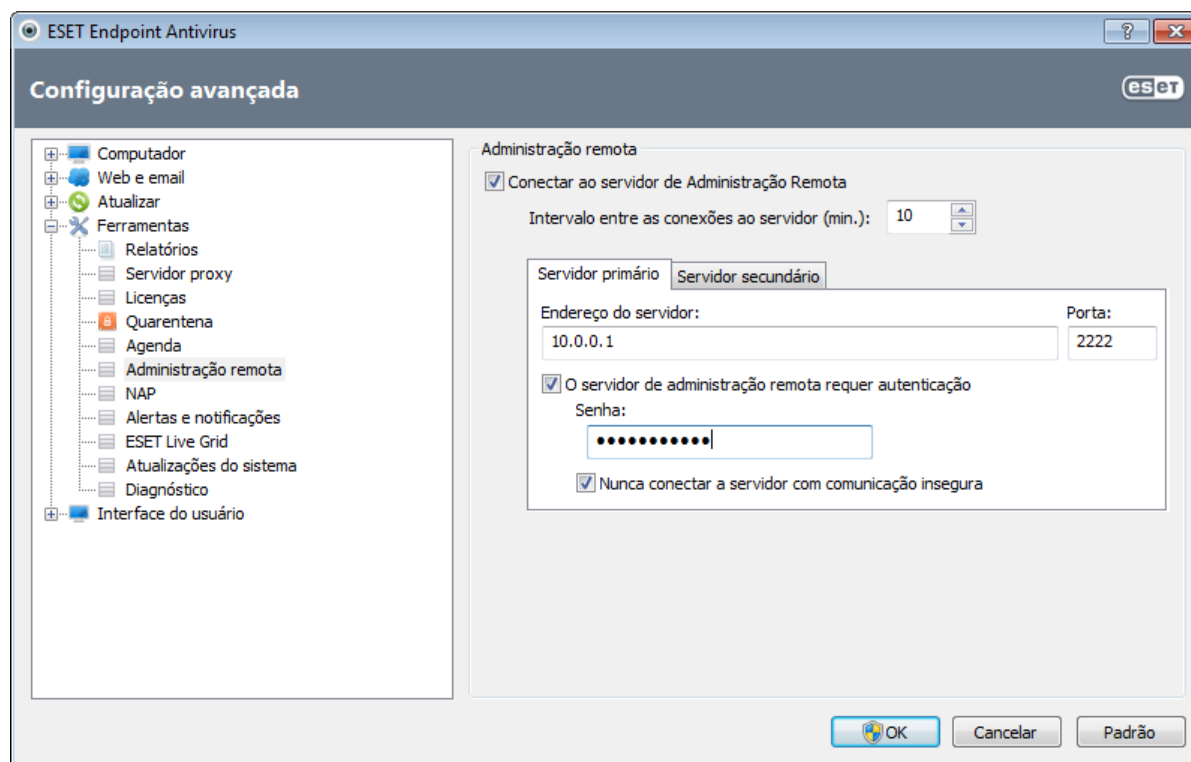 ESET Endpoint Antivirus
?
Configuração avançada
eseT
Computador
Web e email
Atualizar
Ferramentas
Relatórios
Servidor proxy
Licenças
Quarentena
Agenda
Administração remota
NAP
Alertas e notificações
ESET Live Grid
Atualizações do sistema
Diagnóstico
Interface do usuário
Administração remota
Conectar ao servidor de Administração Remota
Intervalo entre as conexões ao servidor (min.): 10
Servidor primário Servidor secundário
Endereço do servidor: Porta:
10.0.0.1 2222
O servidor de administração remota requer autenticação
Senha:
•••••••••••
Nunca conectar a servidor com comunicação insegura
OK Cancelar Padrão